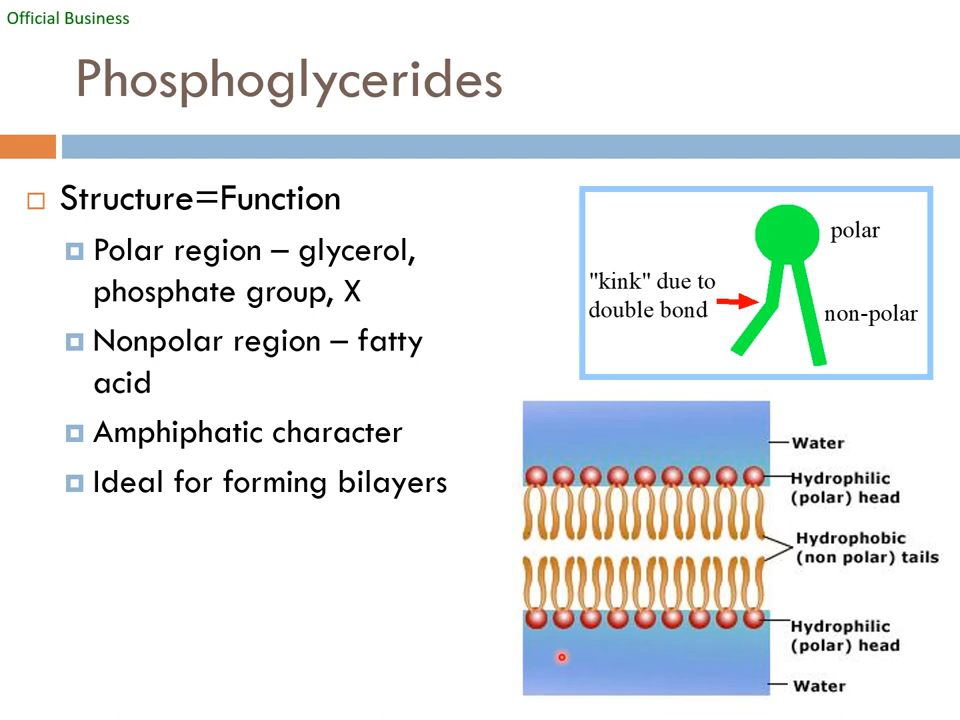 Official Business
Phosphoglycerides
Structure=Function
Polar region – glycerol,
phosphate group, X
Nonpolar region – fatty
acid
Amphiphatic character
Ideal for forming bilayers
polar
"kink" due to
double bond
non-polar
Water
Hydrophilic
(polar) head
Hydrophobic
(non polar) tails
Hydrophilic
(polar) head
Water